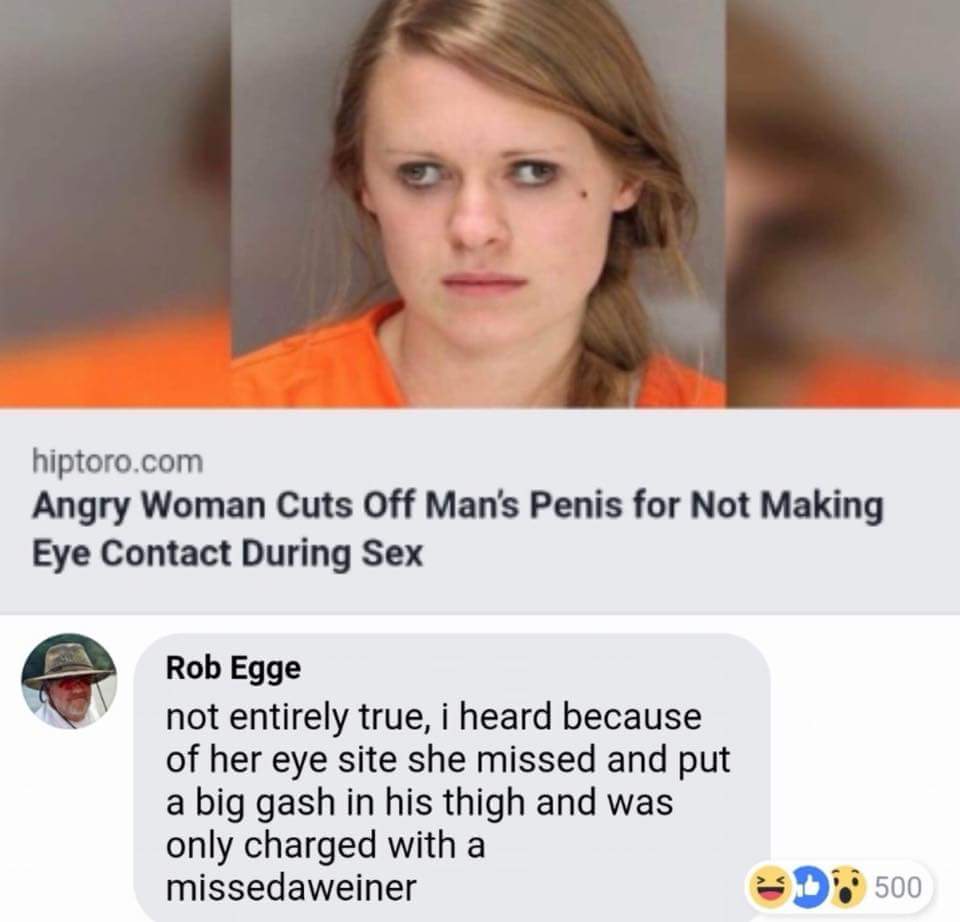 hiptoro.com
Angry Woman Cuts Off Man's Penis for Not Making
Eye Contact During Sex
Rob Egge
not entirely true, i heard because
of her eye site she missed and put
a big gash in his thigh and was
only charged with a
missedaweiner
500